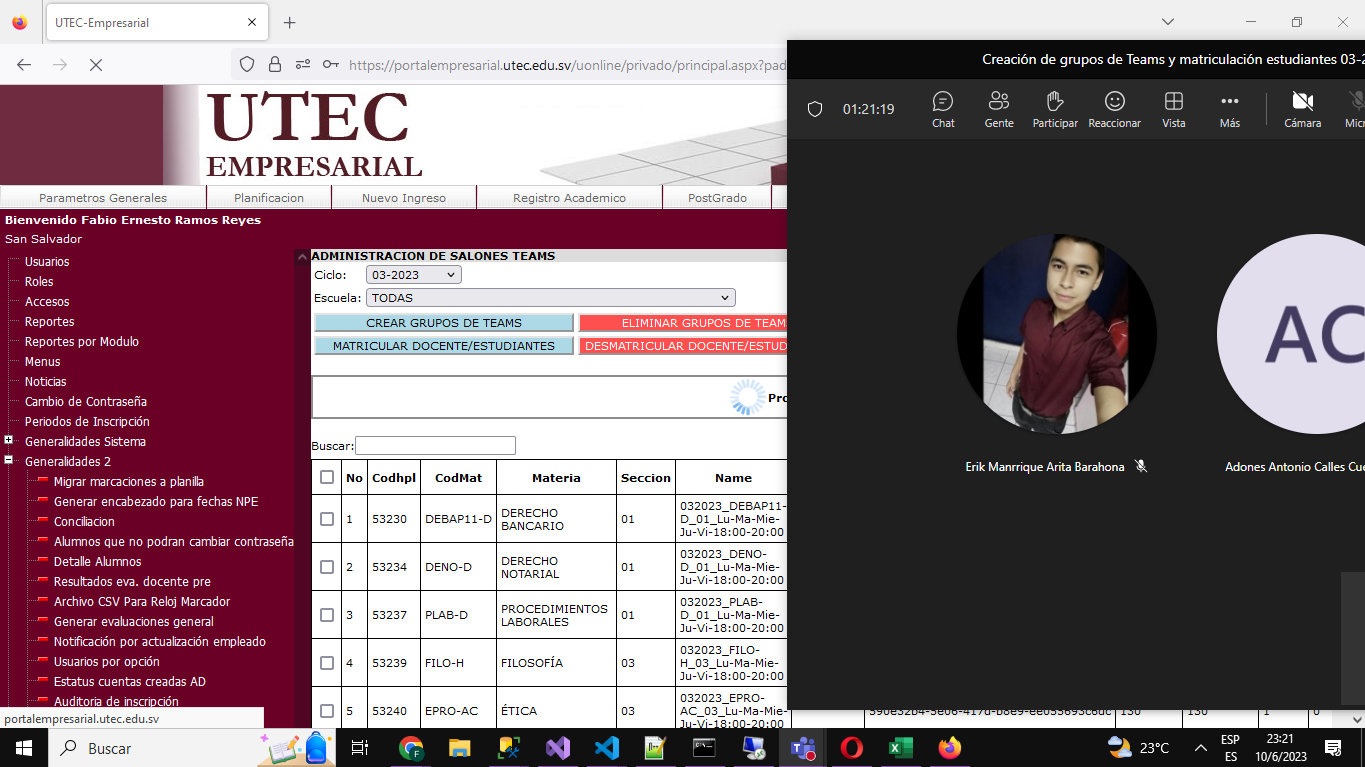 UTEC-Empresarial
https://portalempresarial.utec.edu.sv/uonline/privado/principal.aspx?pad
UTEC
EMPRESARIAL
Parametros Generales
Planificacion
Nuevo Ingreso
Registro Academico
PostGrado
Bienvenido Fabio Ernesto Ramos Reyes
San Salvador
Usuarios
Roles
Accesos
Reportes
Reportes por Modulo
Menus
Noticias
Cambio de Contraseña
Periodos de Inscripción
Generalidades Sistema
Generalidades 2
Migrar marcaciones a planilla
Generar encabezado para fechas NPE
Conciliacion
Alumnos que no podran cambiar contraseña
Detalle Alumnos
Resultados eva. docente pre
Archivo CSV Para Reloj Marcador
Generar evaluaciones general
Notificación por actualización empleado
Usuarios por opción
Estatus cuentas creadas AD
Auditoria de inscripción
portalempresarial.utec.edu.sv
ADMINISTRACION DE SALONES TEAMS
Ciclo: 03-2023
Escuela: TODAS
CREAR GRUPOS DE TEAMS
ELIMINAR GRUPOS DE TEAMS
MATRICULAR DOCENTE/ESTUDIANTES
DESMATRICULAR DOCENTE/ESTUD
Pro
Buscar:
No Codhpl CodMat Materia Seccion Name
1 53230 DEBAP11-D DERECHO BANCARIO 01 032023_DEBAP11-
D_01_Lu-Ma-Mie-
Ju-Vi-18:00-20:00
2 53234 DENO-D DERECHO NOTARIAL 01 032023_DENO-
D_01_Lu-Ma-Mie-
Ju-Vi-18:00-20:00
3 53237 PLAB-D PROCEDIMIENTOS LABORALES 01 032023_PLAB-
D_01_Lu-Ma-Mie-
Ju-Vi-18:00-20:00
4 53239 FILO-H FILOSOFÍA 03 032023_FILO-
H_03_Lu-Ma-Mie-
Ju-Vi-18:00-20:00
5 53240 EPRO-AC ÉTICA 03 032023_EPRO-
AC_03_Lu-Ma-Mie-
Ju-Vi-18:00-20:00
130 130 1 0
Creación de grupos de Teams y matriculación estudiantes 03-2
01:21:19
Chat
Gente
Participar
Reaccionar
Vista
Más
Cámara
Micr
AC
Erik Manrrique Arita Barahona
Adones Antonio Calles Cue
Buscar
23°C
ESP
ES
23:21
10/6/2023